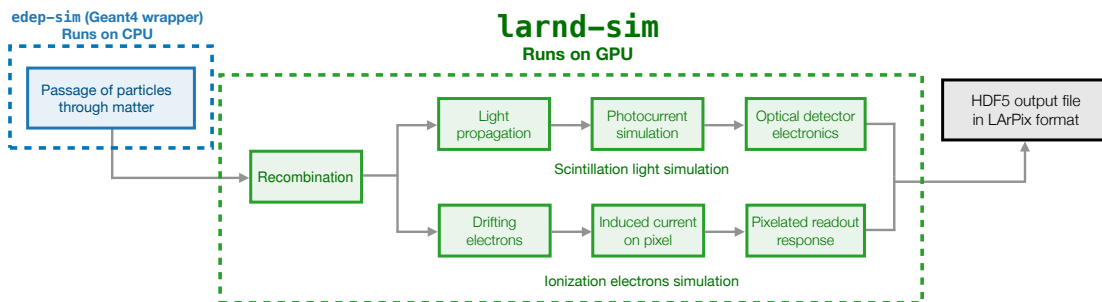 edep-sim (Geant4 wrapper)
Runs on CPU
Passage of particles
through matter
larnd-sim
Runs on GPU
Recombination
Light
propagation
Photocurrent
simulation
Optical detector
electronics
Scintillation light simulation
Drifting
electrons
Induced current
on pixel
Pixelated readout
response
Ionization electrons simulation
HDF5 output file
in LArPix format